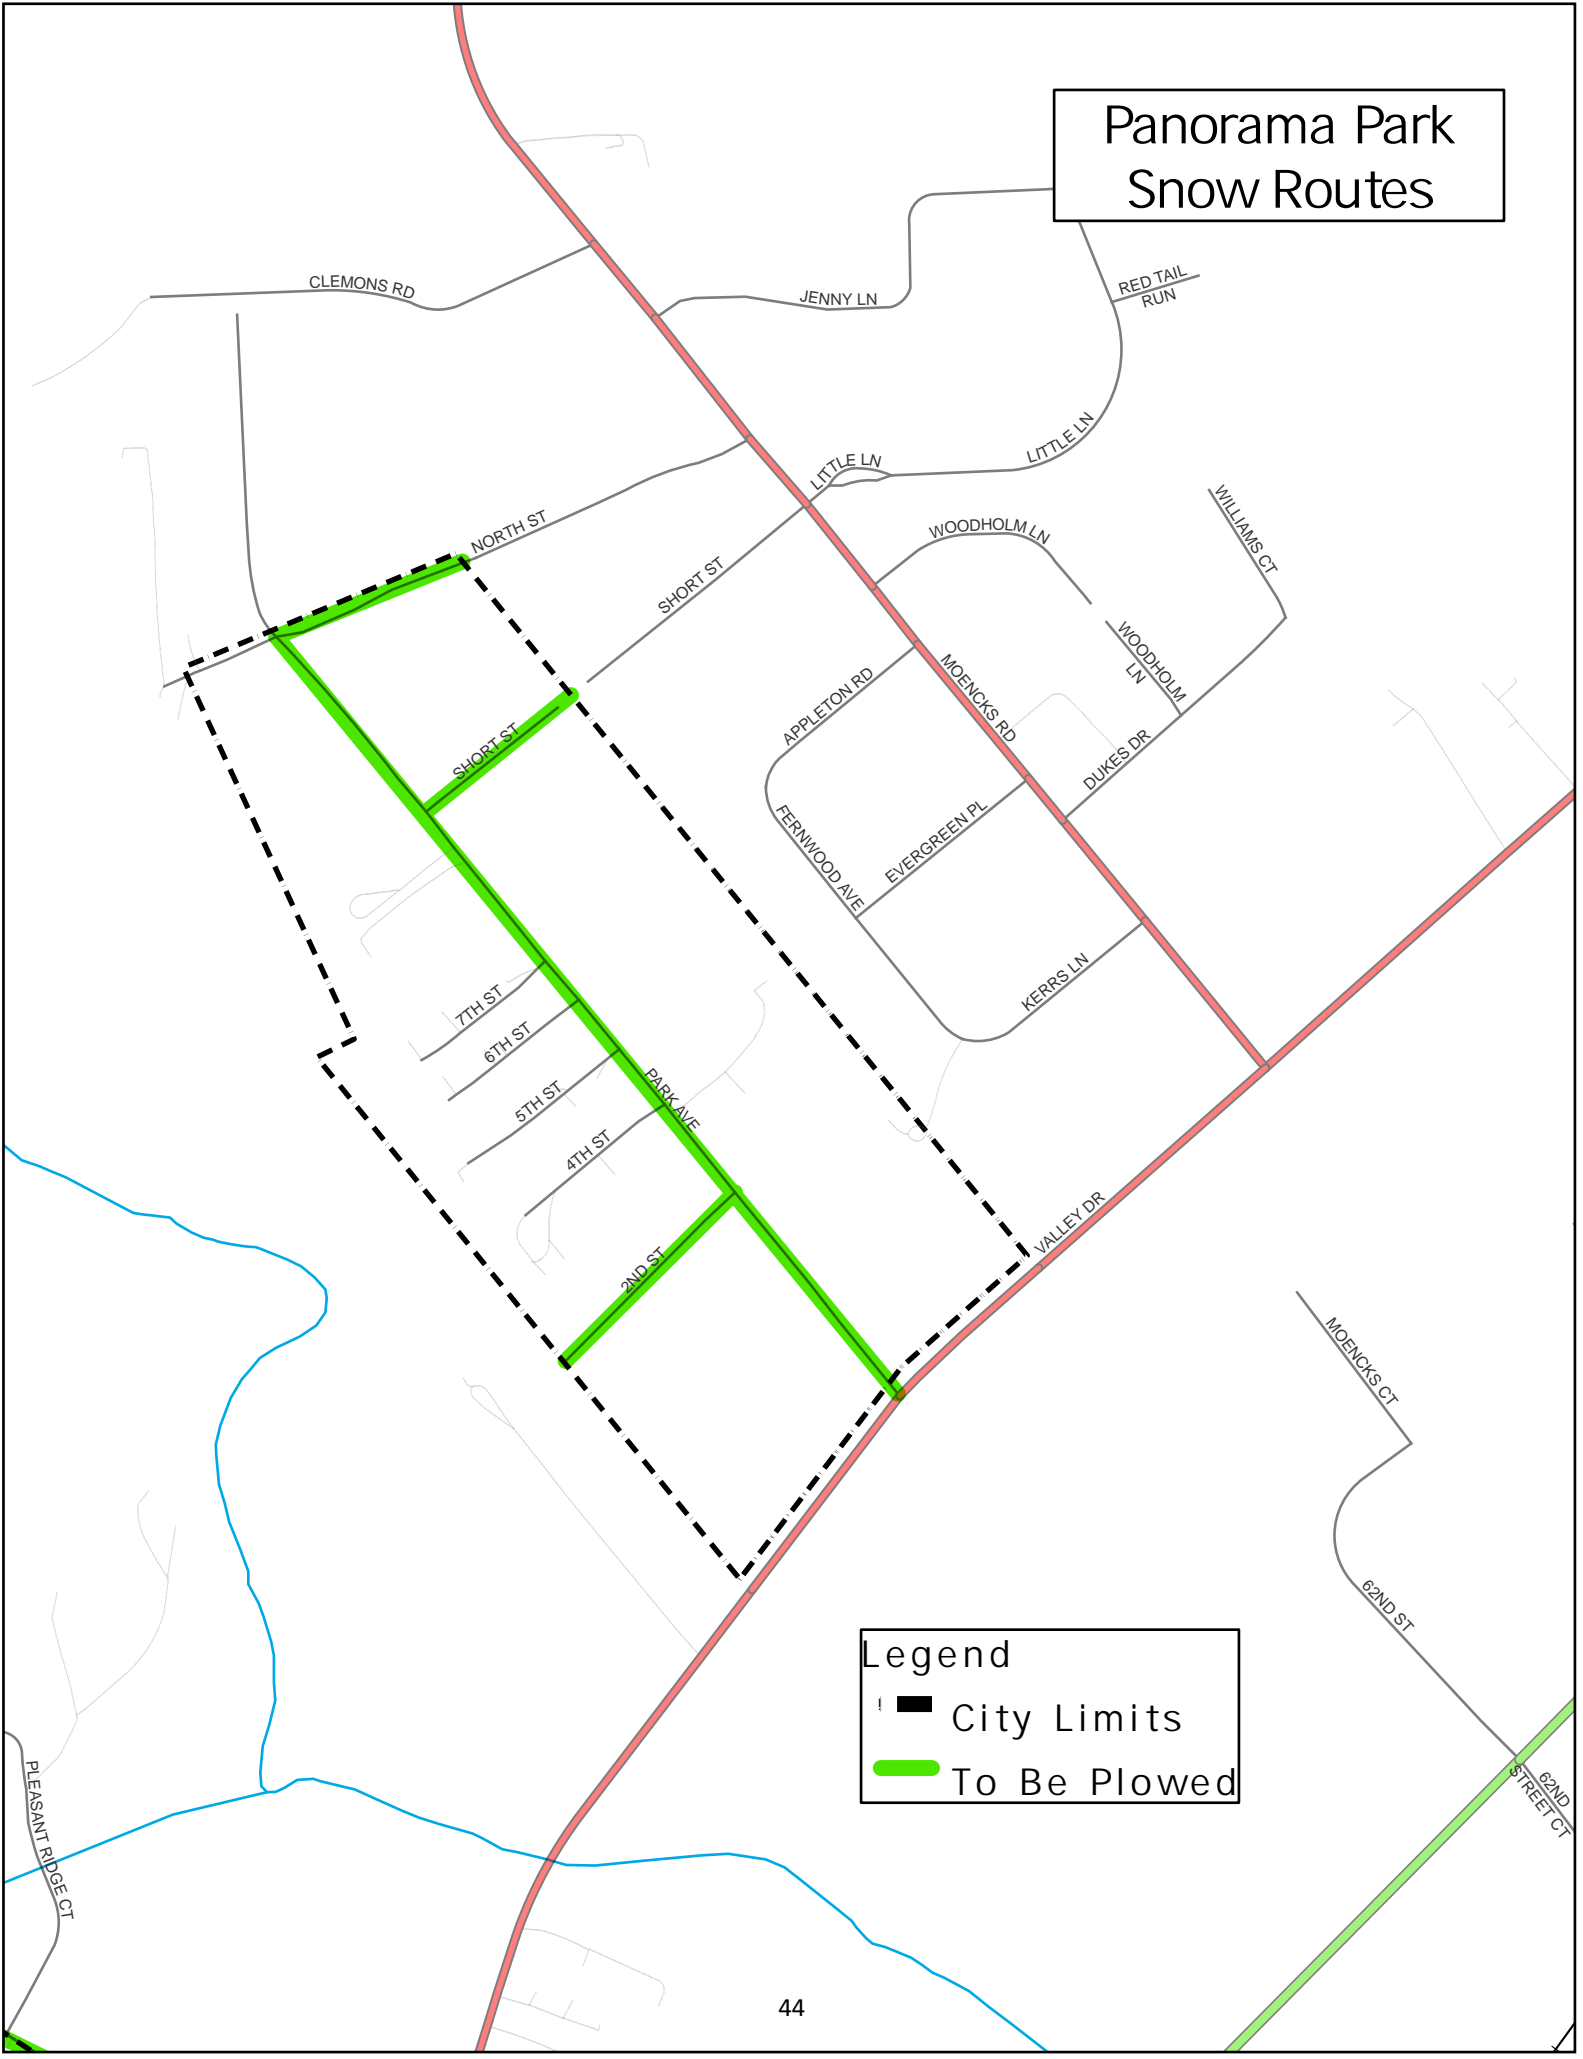 Panorama Park
Snow Routes
CLEMONS RD
JENNY LN
RED TAIL
RUN
LITTLE LN
LITTLE LN
WILLIAMS CT
WOODHOLM LN
NORTH ST
SHORT ST
WOODHOLM
LN
MOENCKS RD
APPLETON RD
SHORT ST
DUKES DR
FERNWOOD AVE
EVERGREEN PL
KERRS LN
7TH ST
6TH ST
5TH ST
PARK AVE
4TH ST
VALLEY DR
2ND ST
MOENCKS CT
62ND ST
Legend
City Limits
To Be Plowed
PLEASANT RIDGE CT
62ND
STREET CT
44